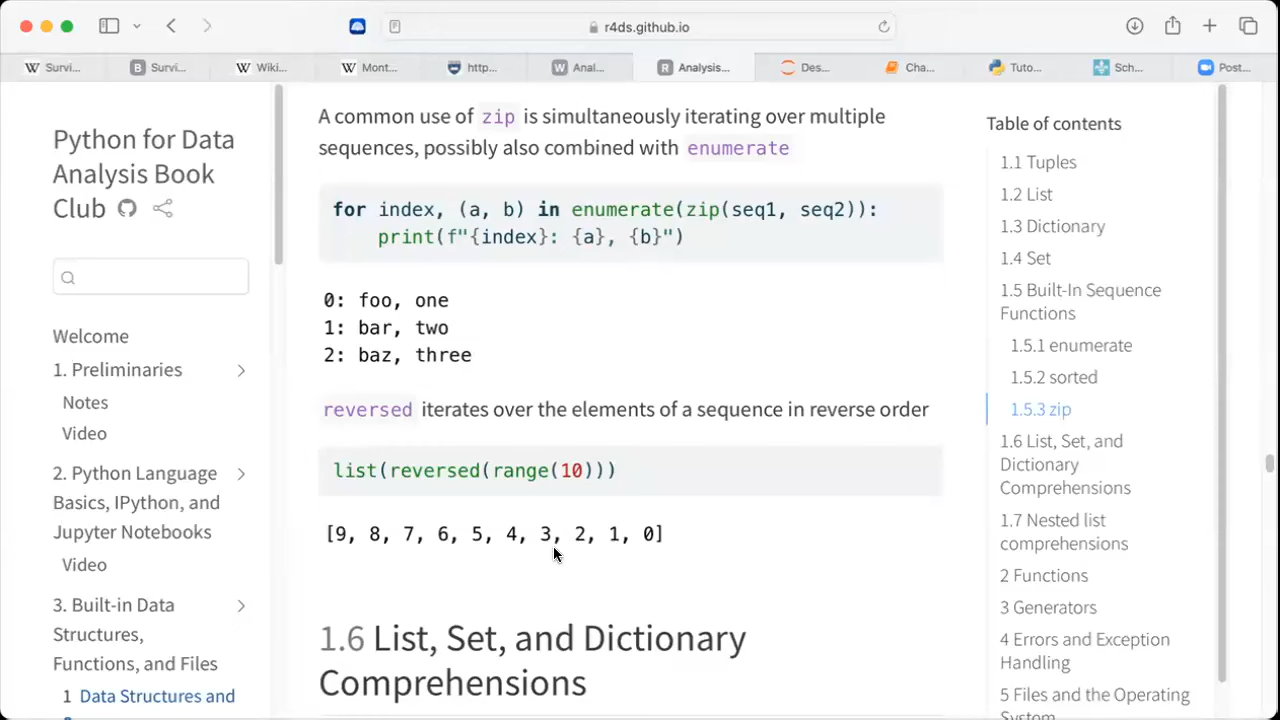 r4ds.github.io
Survi...
Survi...
Wiki...
Mont...
http...
Anal...
Analysis...
Des...
Cha...
Tuto...
Sch...
Post...
Python for Data
Analysis Book
Club
Welcome
1. Preliminaries
Notes
Video
2. Python Language
Basics, IPython, and
Jupyter Notebooks
Video
3. Built-in Data
Structures,
Functions, and Files
1 Data Structures and
A common use of zip is simultaneously iterating over multiple
sequences, possibly also combined with enumerate
for index, (a, b) in enumerate(zip(seq1, seq2)):
    print(f"{index}: {a}, {b}")
0: foo, one
1: bar, two
2: baz, three
reversed iterates over the elements of a sequence in reverse order
list(reversed(range(10)))
[9, 8, 7, 6, 5, 4, 3, 2, 1, 0]
1.6 List, Set, and Dictionary
Comprehensions
Table of contents
1.1 Tuples
1.2 List
1.3 Dictionary
1.4 Set
1.5 Built-In Sequence
Functions
1.5.1 enumerate
1.5.2 sorted
1.5.3 zip
1.6 List, Set, and
Dictionary
Comprehensions
1.7 Nested list
comprehensions
2 Functions
3 Generators
4 Errors and Exception
Handling
5 Files and the Operating
System